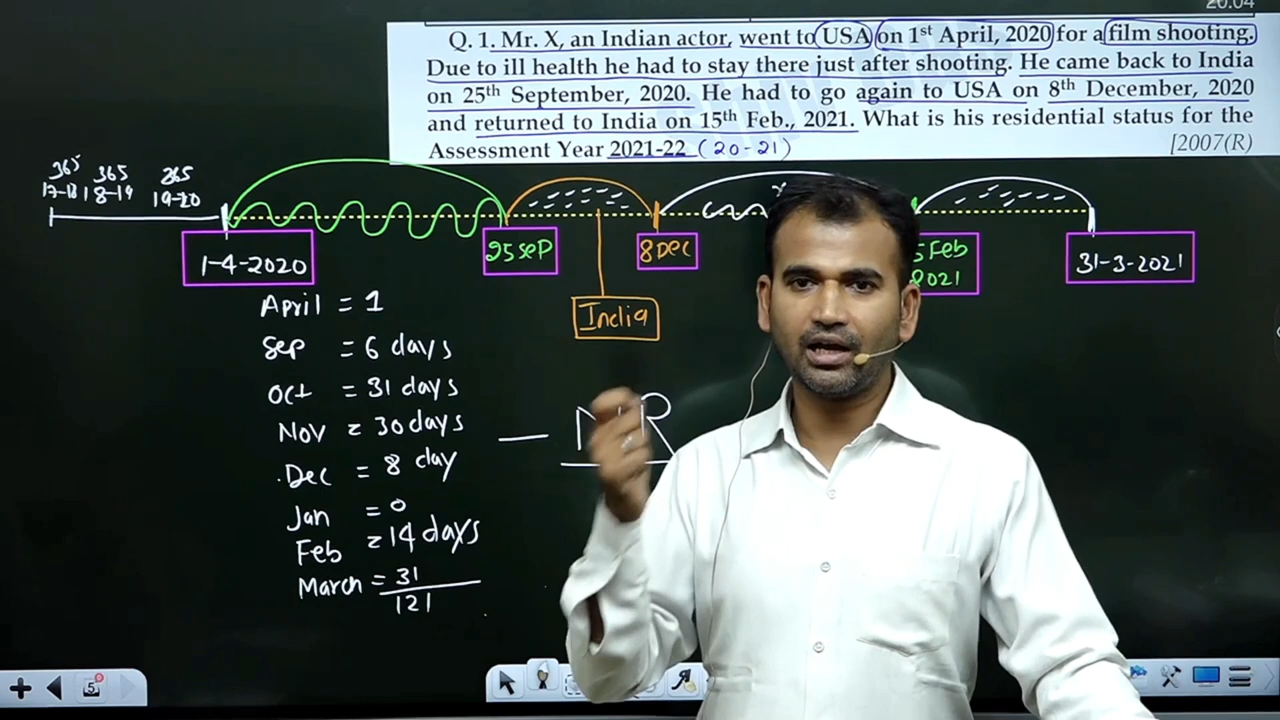 20:04
Q. 1. Mr. X, an Indian actor, went to USA on 1st April, 2020 for a film shooting.
Due to ill health he had to stay there just after shooting. He came back to India
on 25th September, 2020. He had to go again to USA on 8th December, 2020
and returned to India on 15th Feb., 2021. What is his residential status for the
Assessment Year 2021-22 (20-21) [2007(R)
365 365 365
17-18 18-19 19-20
1-4-2020
25 sep
8 Dec
5 Feb
2021
31-3-2021
India
April = 1
Sep = 6 days
Oct = 31 days
Nov = 30 days
Dec = 8 day
Jan = 0
Feb = 14 days
March = 31
121
5